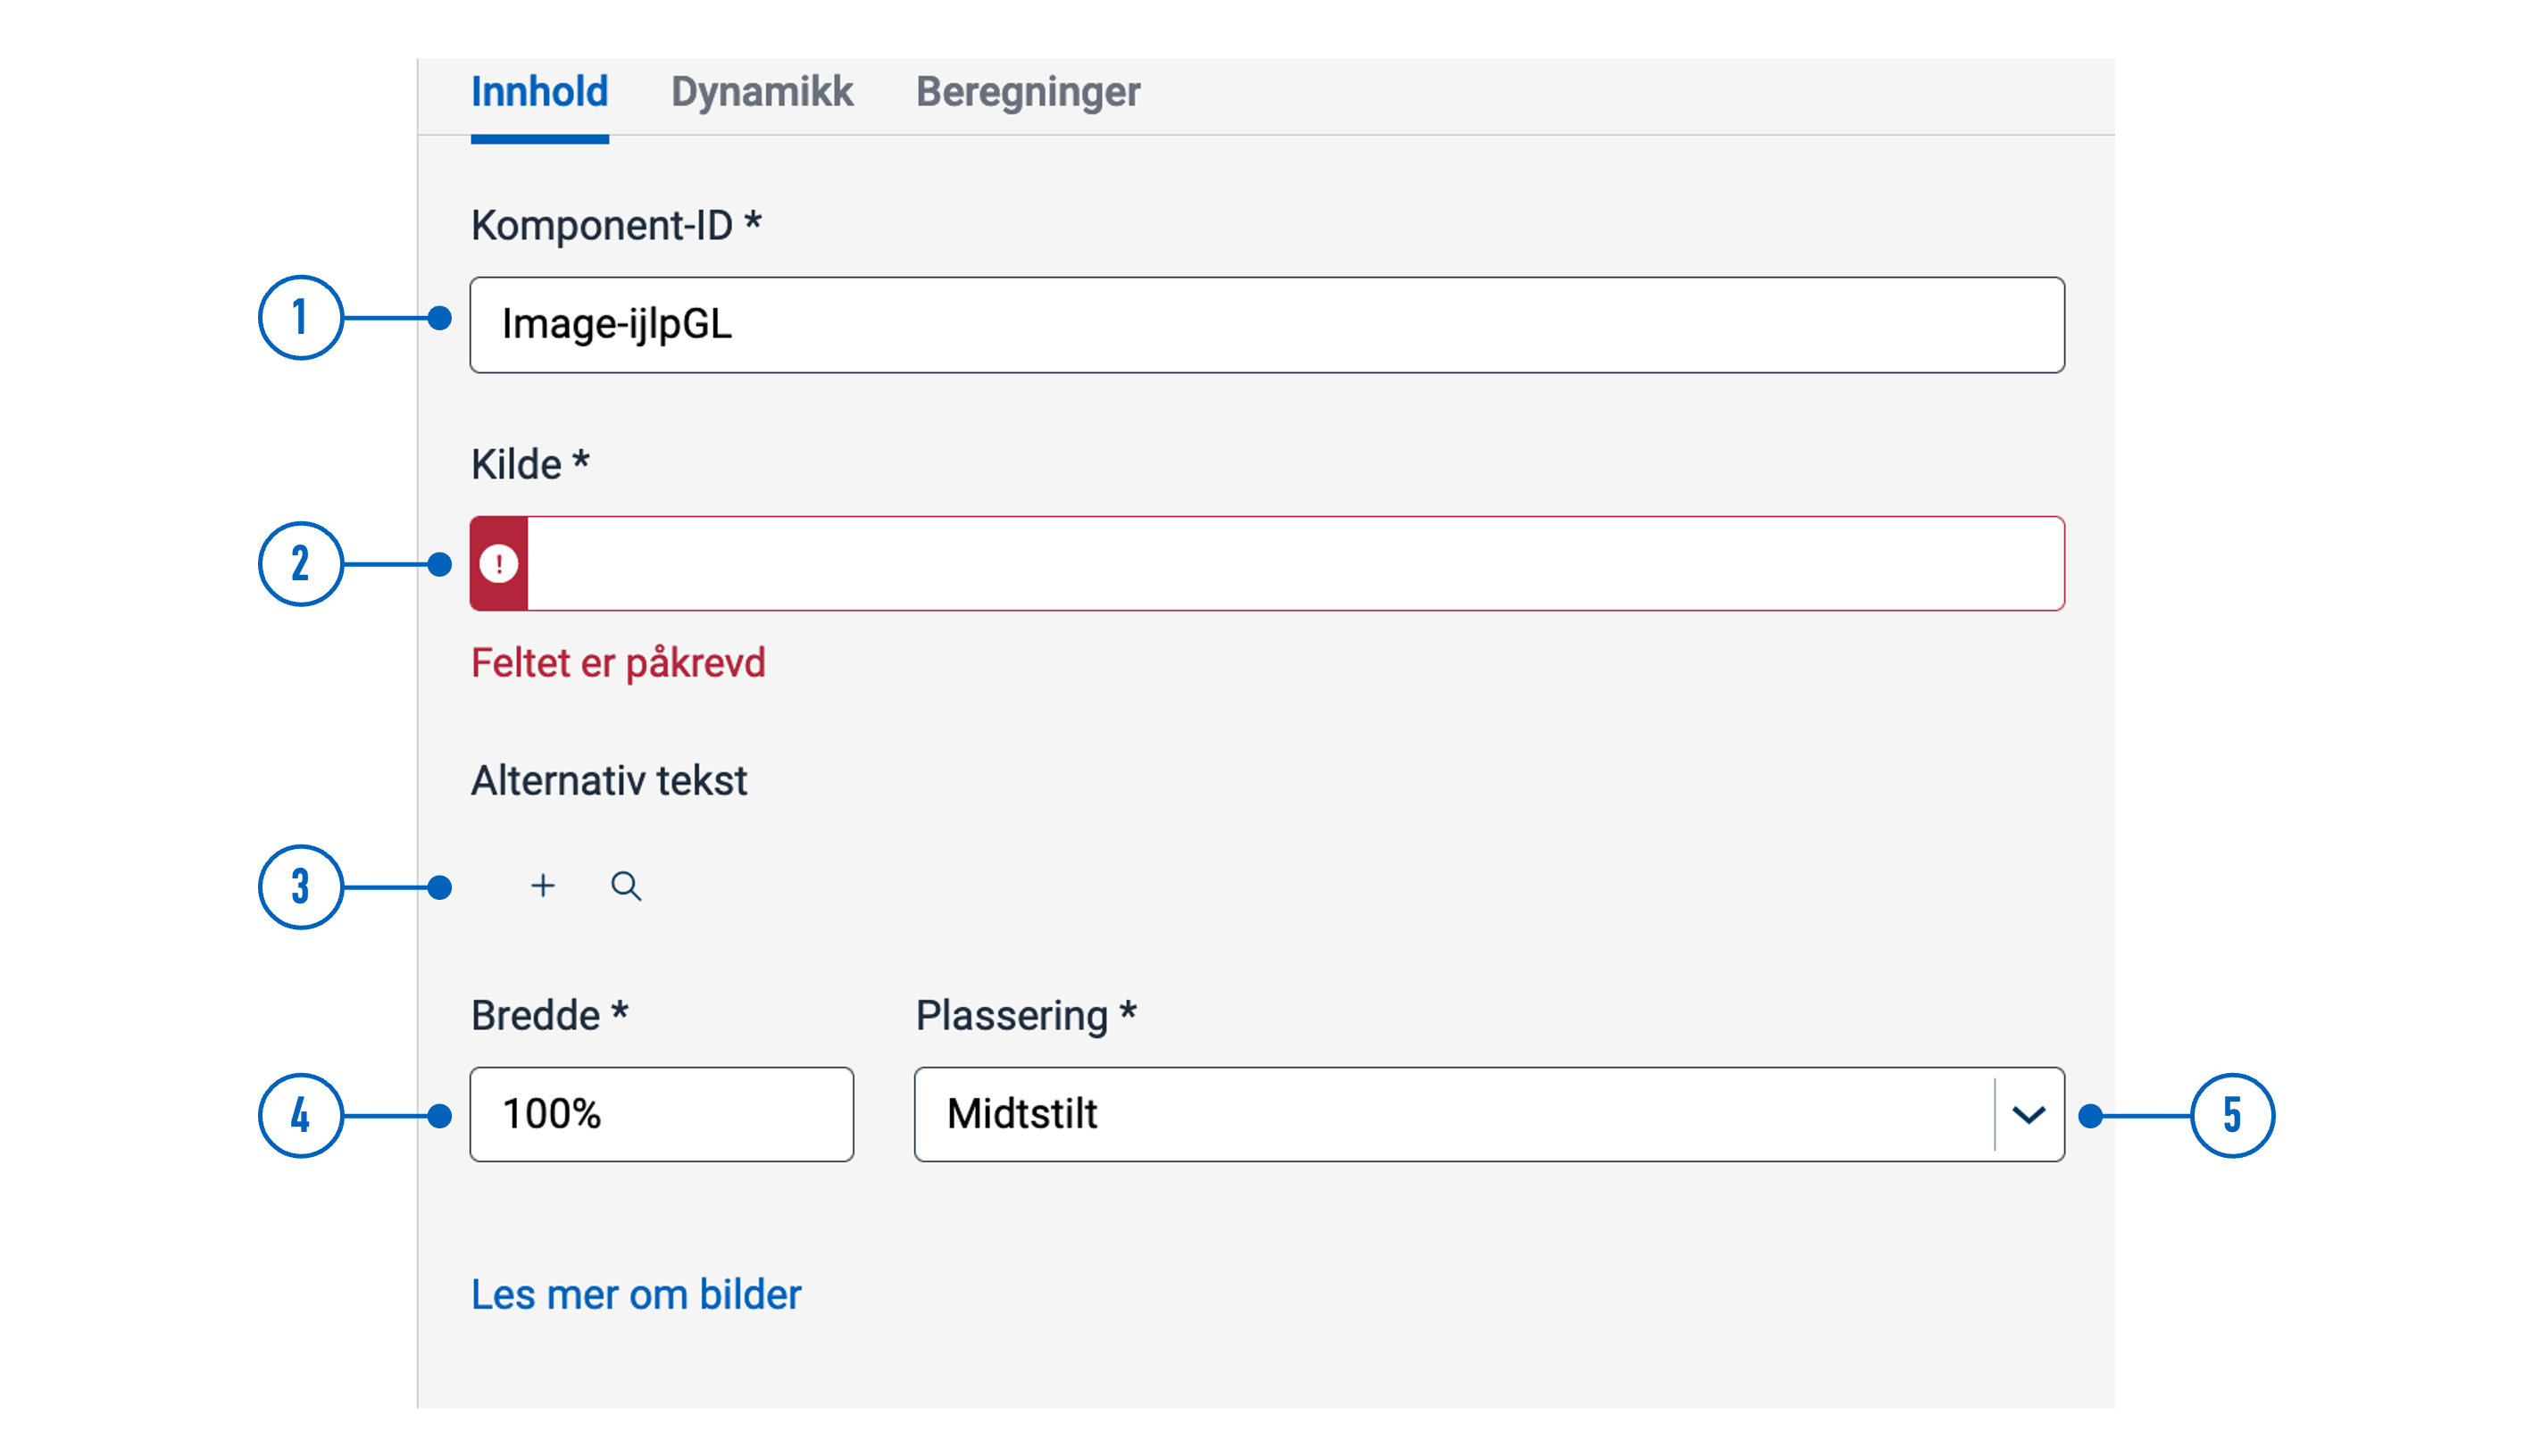 Innhold Dynamikk Beregninger
Komponent-ID *
1 Image-ijlpGL
Kilde *
2 !
Feltet er påkrevd
Alternativ tekst
3 +
Bredde * Plassering *
4 100% Midtstilt 5
Les mer om bilder